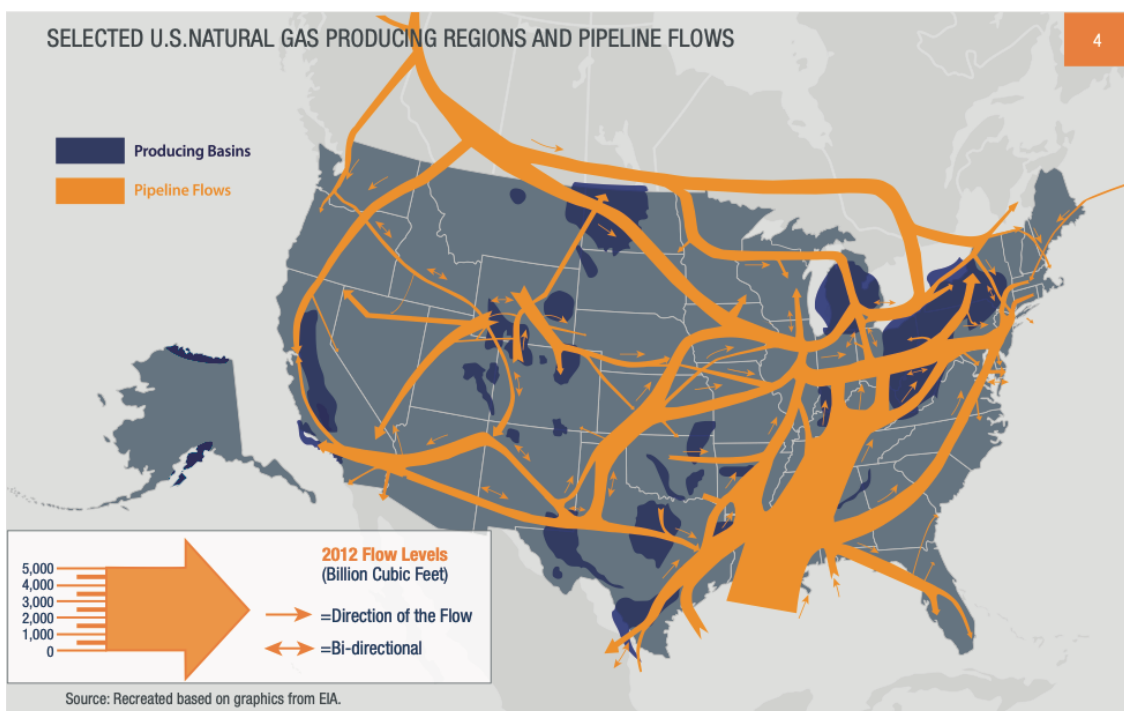 SELECTED U.S.NATURAL GAS PRODUCING REGIONS AND PIPELINE FLOWS
4
Producing Basins
Pipeline Flows
2012 Flow Levels
(Billion Cubic Feet)
5,000
4,000
3,000
2,000
1,000
0
=Direction of the Flow
=Bi-directional
Source: Recreated based on graphics from EIA.